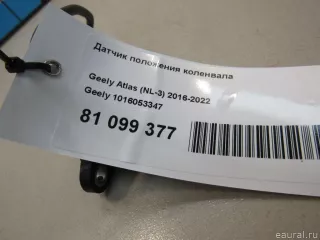 Датчик положения коленвала
Geely Atlas (NL-3) 2016-2022
Geely 1016053347
81 099 377
eaural.ru